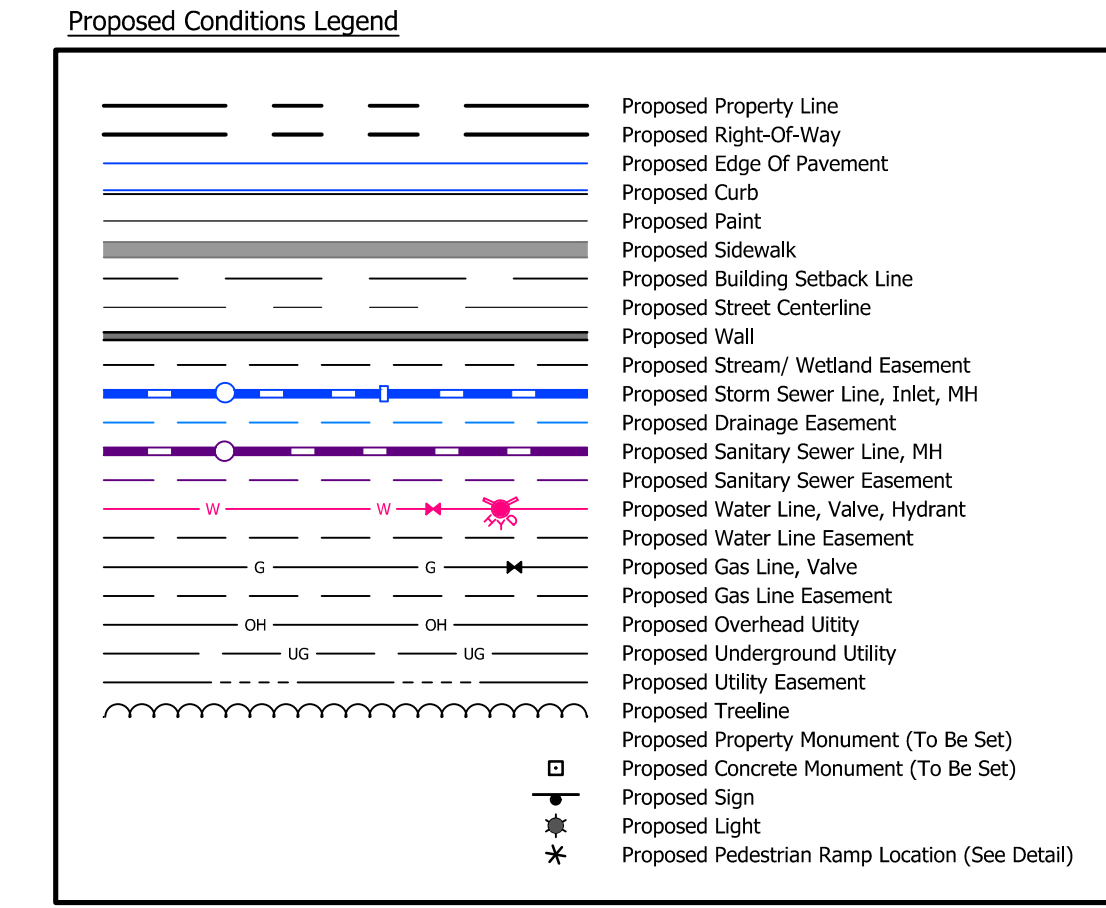 Proposed Conditions Legend
Proposed Property Line
Proposed Right-Of-Way
Proposed Edge Of Pavement
Proposed Curb
Proposed Paint
Proposed Sidewalk
Proposed Building Setback Line
Proposed Street Centerline
Proposed Wall
Proposed Stream/ Wetland Easement
Proposed Storm Sewer Line, Inlet, MH
Proposed Drainage Easement
Proposed Sanitary Sewer Line, MH
Proposed Sanitary Sewer Easement
W W HYD Proposed Water Line, Valve, Hydrant
Proposed Water Line Easement
G G Proposed Gas Line, Valve
Proposed Gas Line Easement
OH OH Proposed Overhead Uitity
UG UG Proposed Underground Utility
Proposed Utility Easement
Proposed Treeline
Proposed Property Monument (To Be Set)
Proposed Concrete Monument (To Be Set)
Proposed Sign
Proposed Light
Proposed Pedestrian Ramp Location (See Detail)